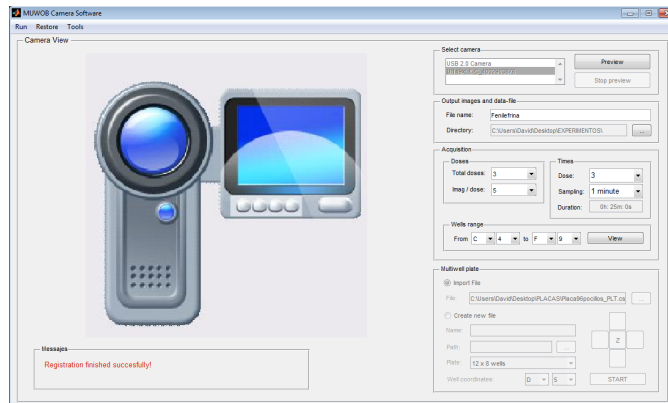 MUWOB Camera Software
Run Restore Tools
Camera View
Select camera
USB 2.0 Camera
Preview
Stop preview
Output images and data-file
File name: Fenilefrina
Directory: C:\Users\David\Desktop\EXPERIMENTOS\ ...
Acquisition
Doses
Total doses: 3
Imag / dose: 5
Times
Dose: 3
Sampling: 1 minute
Duration: 0h: 25m: 0s
Wells range
From C 4 to F 9 View
Multiwell plate
Import File
File: C:\Users\David\Desktop\PLACAS\Placa96pocillos_PLT.os ...
Create new file
Name:
Path: ...
Plate: 12 x 8 wells
Well coordinates: D 5
Z
START
Messajes
Registration finished succesfully!